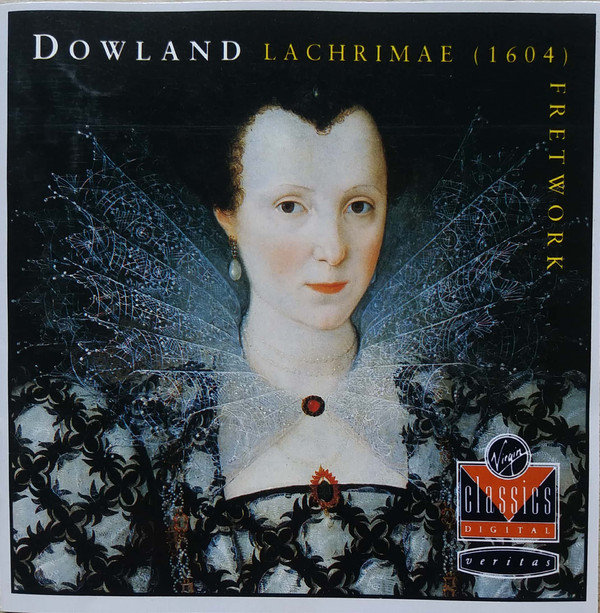 DOWLAND LACHRIMAE (1604)
FRETWORK
Virgin
classics
DIGITAL
veritas